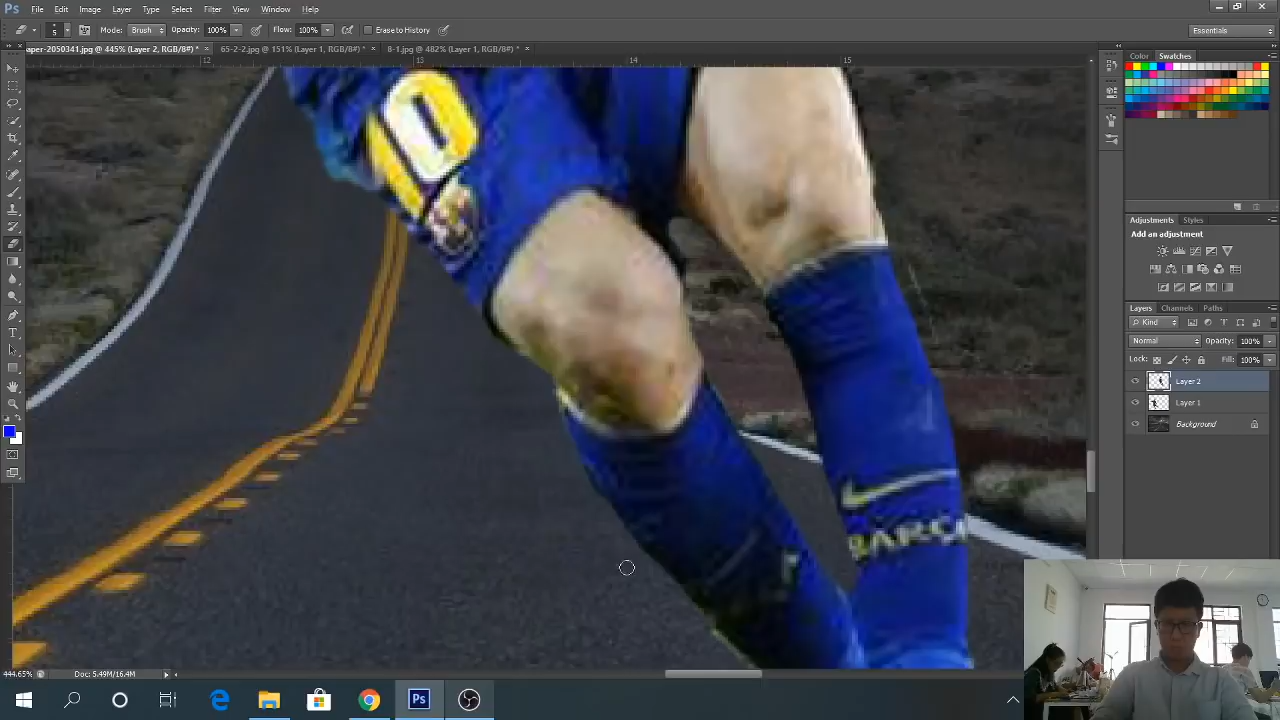 Ps File Edit Image Layer Type Select Filter View Window Help
5 Mode: Brush Opacity: 100% Flow: 100% Erase to History Essentials
aper-2050341.jpg @ 445% (Layer 2, RGB/8#) * × 65-2-2.jpg @ 151% (Layer 1, RGB/8#) * × 8-1.jpg @ 482% (Layer 1, RGB/8#) * ×
12 13 14 15
Color Swatches
10
Adjustments Styles
Add an adjustment
Layers Channels Paths
Kind
Normal Opacity: 100%
Lock: Fill: 100%
Layer 2
Layer 1
Background
BARÇA
444.65% Doc: 5.49M/16.4M
Ps